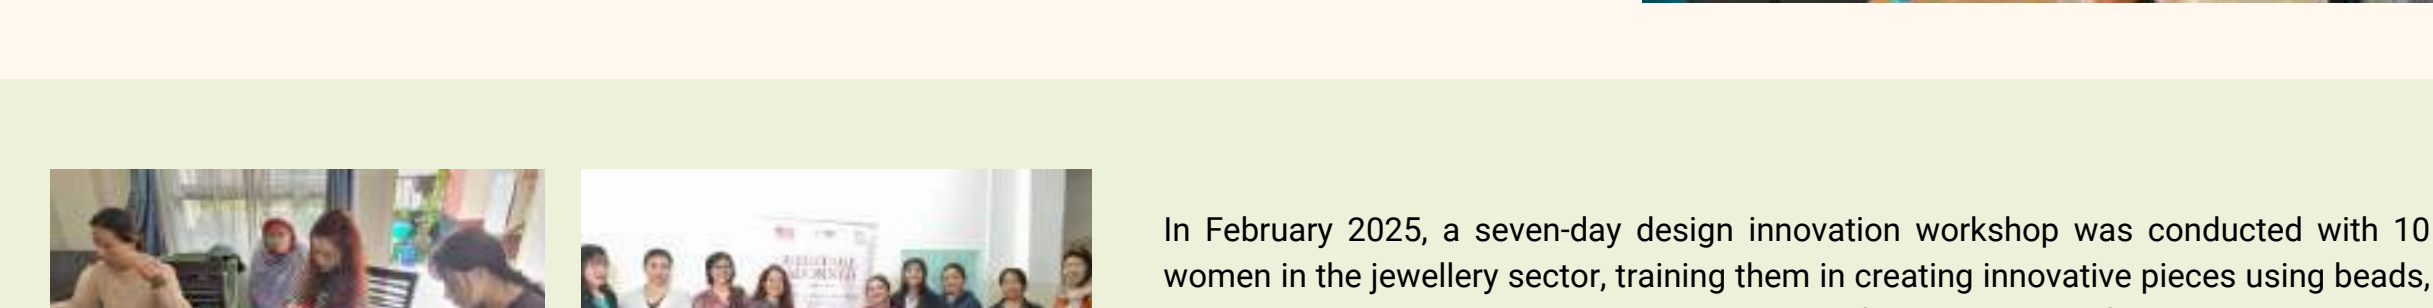 In February 2025, a seven-day design innovation workshop was conducted with 10
women in the jewellery sector, training them in creating innovative pieces using beads,